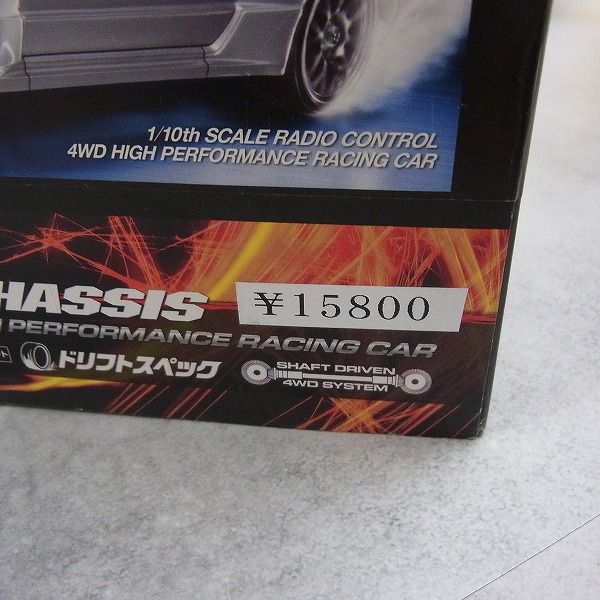 1/10th SCALE RADIO CONTROL
4WD HIGH PERFORMANCE RACING CAR
HASSIS
¥15800
PERFORMANCE RACING CAR
ドリフトスペック
SHAFT DRIVEN
4WD SYSTEM